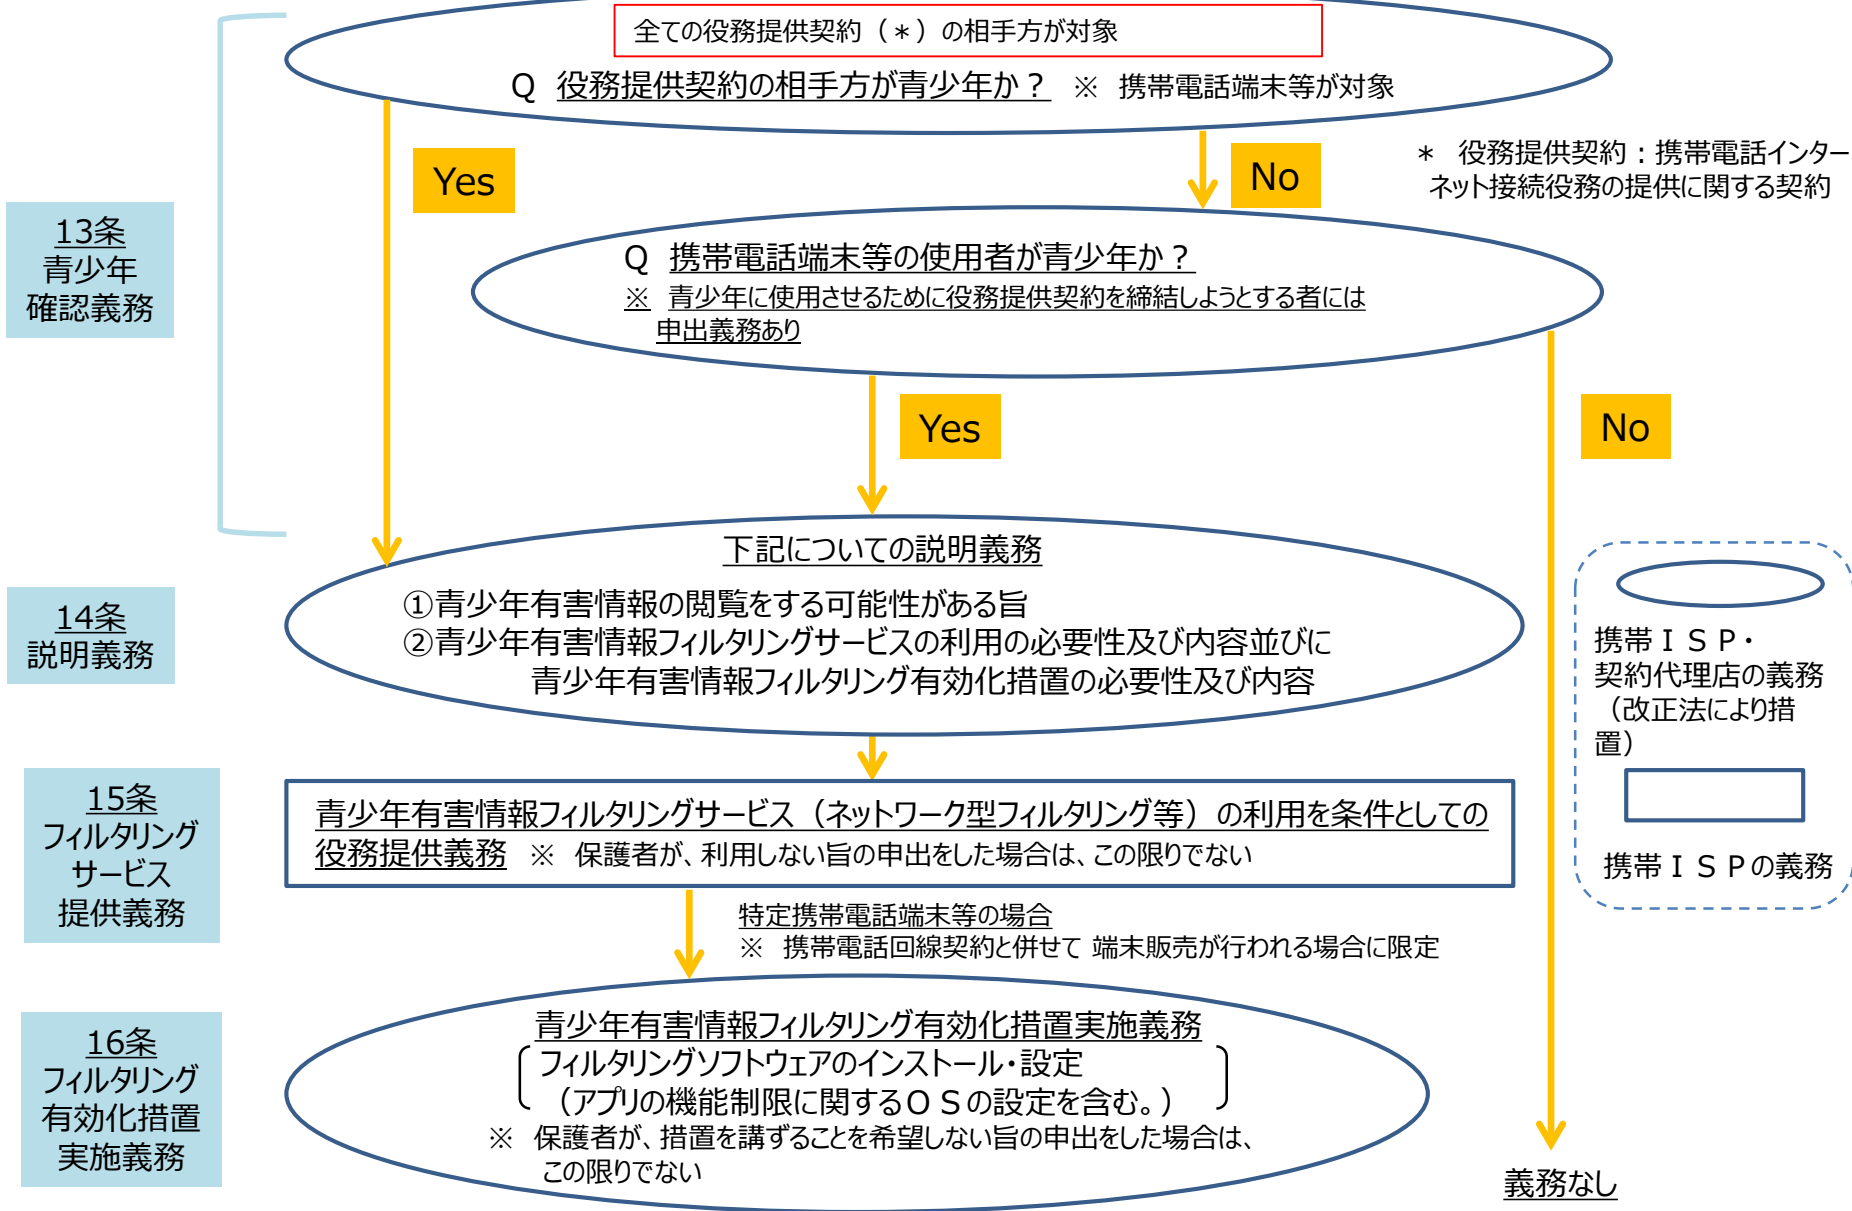 全ての役務提供契約（＊）の相手方が対象
Q 役務提供契約の相手方が青少年か？ ※ 携帯電話端末等が対象
Yes
No
＊ 役務提供契約：携帯電話インター
ネット接続役務の提供に関する契約
13条
青少年
確認義務
Q 携帯電話端末等の使用者が青少年か？
※ 青少年に使用させるために役務提供契約を締結しようとする者には
申出義務あり
Yes
No
14条
説明義務
下記についての説明義務
①青少年有害情報の閲覧をする可能性がある旨
②青少年有害情報フィルタリングサービスの利用の必要性及び内容並びに
青少年有害情報フィルタリング有効化措置の必要性及び内容
携帯ＩＳＰ・
契約代理店の義務
（改正法により措
置）
携帯ＩＳＰの義務
15条
フィルタリング
サービス
提供義務
青少年有害情報フィルタリングサービス（ネットワーク型フィルタリング等）の利用を条件としての
役務提供義務 ※ 保護者が、利用しない旨の申出をした場合は、この限りでない
特定携帯電話端末等の場合
※ 携帯電話回線契約と併せて 端末販売が行われる場合に限定
16条
フィルタリング
有効化措置
実施義務
青少年有害情報フィルタリング有効化措置実施義務
フィルタリングソフトウェアのインストール・設定
（アプリの機能制限に関するＯＳの設定を含む。）
※ 保護者が、措置を講ずることを希望しない旨の申出をした場合は、
この限りでない
義務なし